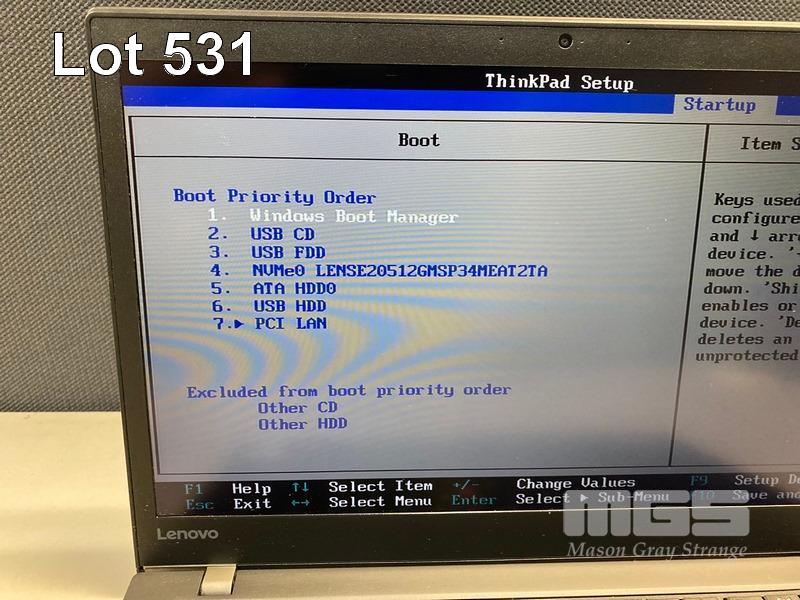 Lot 531
ThinkPad Setup
Startup
Boot
Item S
Boot Priority Order
1. Windows Boot Manager
2. USB CD
3. USB FDD
4. NVMe0 LENSE20512GMSP34MEAT2TA
5. ATA HDD0
6. USB HDD
7.▶ PCI LAN
Excluded from boot priority order
Other CD
Other HDD
Keys used
configure
and ↓ arr
device. '+
move the d
down. 'Shi
enables or
device. 'De
deletes an
unprotected
F1 Help ↑↓ Select Item +/- Change Values F9 Setup De
Esc Exit ←→ Select Menu Enter Select ▶ Sub-Menu F10 Save and
Lenovo
MGS
Mason Gray Strange